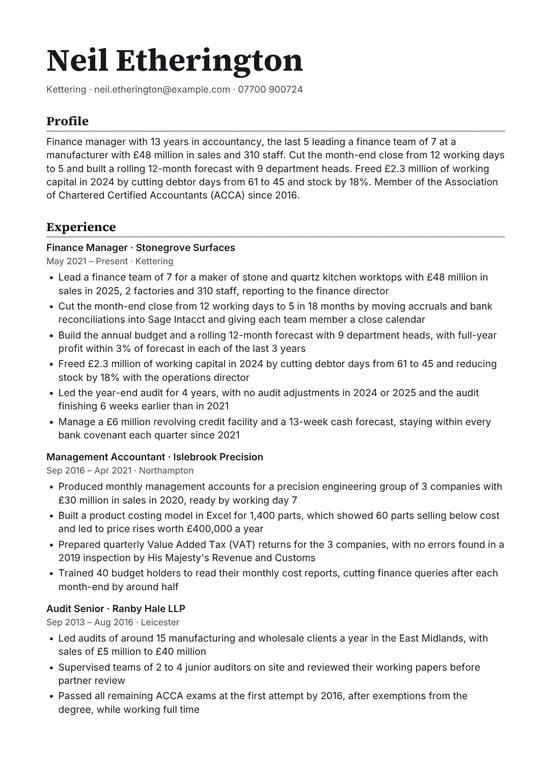 Neil Etherington
Kettering · neil.etherington@example.com · 07700 900724
Profile
Finance manager with 13 years in accountancy, the last 5 leading a finance team of 7 at a
manufacturer with £48 million in sales and 310 staff. Cut the month-end close from 12 working days
to 5 and built a rolling 12-month forecast with 9 department heads. Freed £2.3 million of working
capital in 2024 by cutting debtor days from 61 to 45 and stock by 18%. Member of the Association
of Chartered Certified Accountants (ACCA) since 2016.
Experience
Finance Manager · Stonegrove Surfaces
May 2021 – Present · Kettering
• Lead a finance team of 7 for a maker of stone and quartz kitchen worktops with £48 million in
sales in 2025, 2 factories and 310 staff, reporting to the finance director
• Cut the month-end close from 12 working days to 5 in 18 months by moving accruals and bank
reconciliations into Sage Intacct and giving each team member a close calendar
• Build the annual budget and a rolling 12-month forecast with 9 department heads, with full-year
profit within 3% of forecast in each of the last 3 years
• Freed £2.3 million of working capital in 2024 by cutting debtor days from 61 to 45 and reducing
stock by 18% with the operations director
• Led the year-end audit for 4 years, with no audit adjustments in 2024 or 2025 and the audit
finishing 6 weeks earlier than in 2021
• Manage a £6 million revolving credit facility and a 13-week cash forecast, staying within every
bank covenant each quarter since 2021
Management Accountant · Islebrook Precision
Sep 2016 – Apr 2021 · Northampton
• Produced monthly management accounts for a precision engineering group of 3 companies with
£30 million in sales in 2020, ready by working day 7
• Built a product costing model in Excel for 1,400 parts, which showed 60 parts selling below cost
and led to price rises worth £400,000 a year
• Prepared quarterly Value Added Tax (VAT) returns for the 3 companies, with no errors found in a
2019 inspection by His Majesty's Revenue and Customs
• Trained 40 budget holders to read their monthly cost reports, cutting finance queries after each
month-end by around half
Audit Senior · Ranby Hale LLP
Sep 2013 – Aug 2016 · Leicester
• Led audits of around 15 manufacturing and wholesale clients a year in the East Midlands, with
sales of £5 million to £40 million
• Supervised teams of 2 to 4 junior auditors on site and reviewed their working papers before
partner review
• Passed all remaining ACCA exams at the first attempt by 2016, after exemptions from the
degree, while working full time